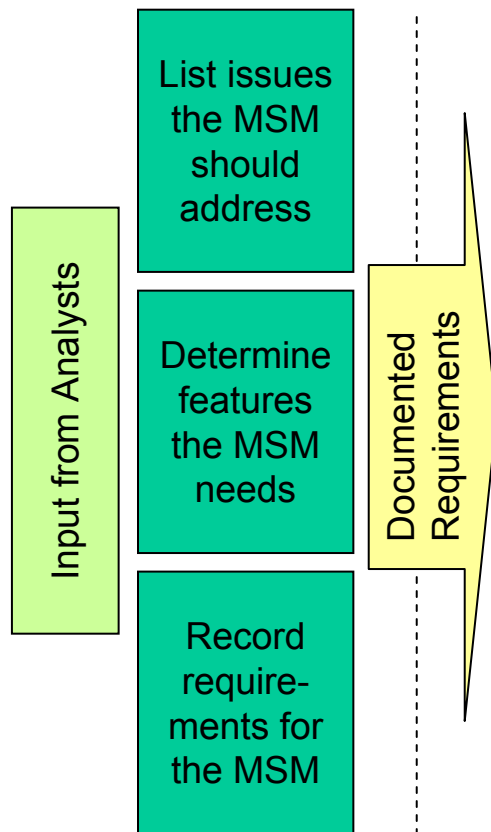 Input from Analysts
List issues
the MSM
should
address
Determine
features
the MSM
needs
Record
require-
ments for
the MSM
Documented
Requirements